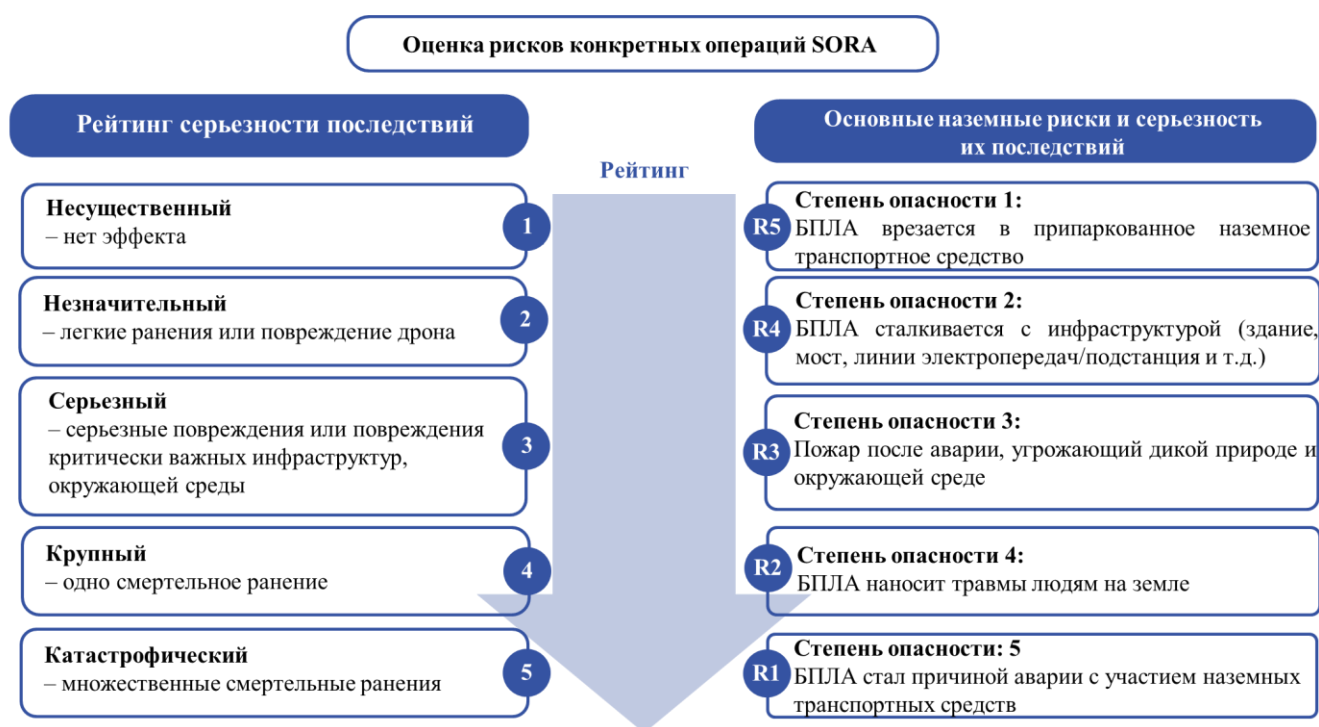 Оценка рисков конкретных операций SORA
Рейтинг серьезности последствий
Основные наземные риски и серьезность
их последствий
Рейтинг
Несущественный
– нет эффекта
1
R5
Степень опасности 1:
БПЛА врезается в припаркованное наземное
транспортное средство
Незначительный
– легкие ранения или повреждение дрона
2
R4
Степень опасности 2:
БПЛА сталкивается с инфраструктурой (здание,
мост, линии электропередач/подстанция и т.д.)
Серьезный
– серьезные повреждения или повреждения
критически важных инфраструктур,
окружающей среды
3
R3
Степень опасности 3:
Пожар после аварии, угрожающий дикой природе и
окружающей среде
Крупный
– одно смертельное ранение
4
R2
Степень опасности 4:
БПЛА наносит травмы людям на земле
Катастрофический
– множественные смертельные ранения
5
R1
Степень опасности: 5
БПЛА стал причиной аварии с участием наземных
транспортных средств